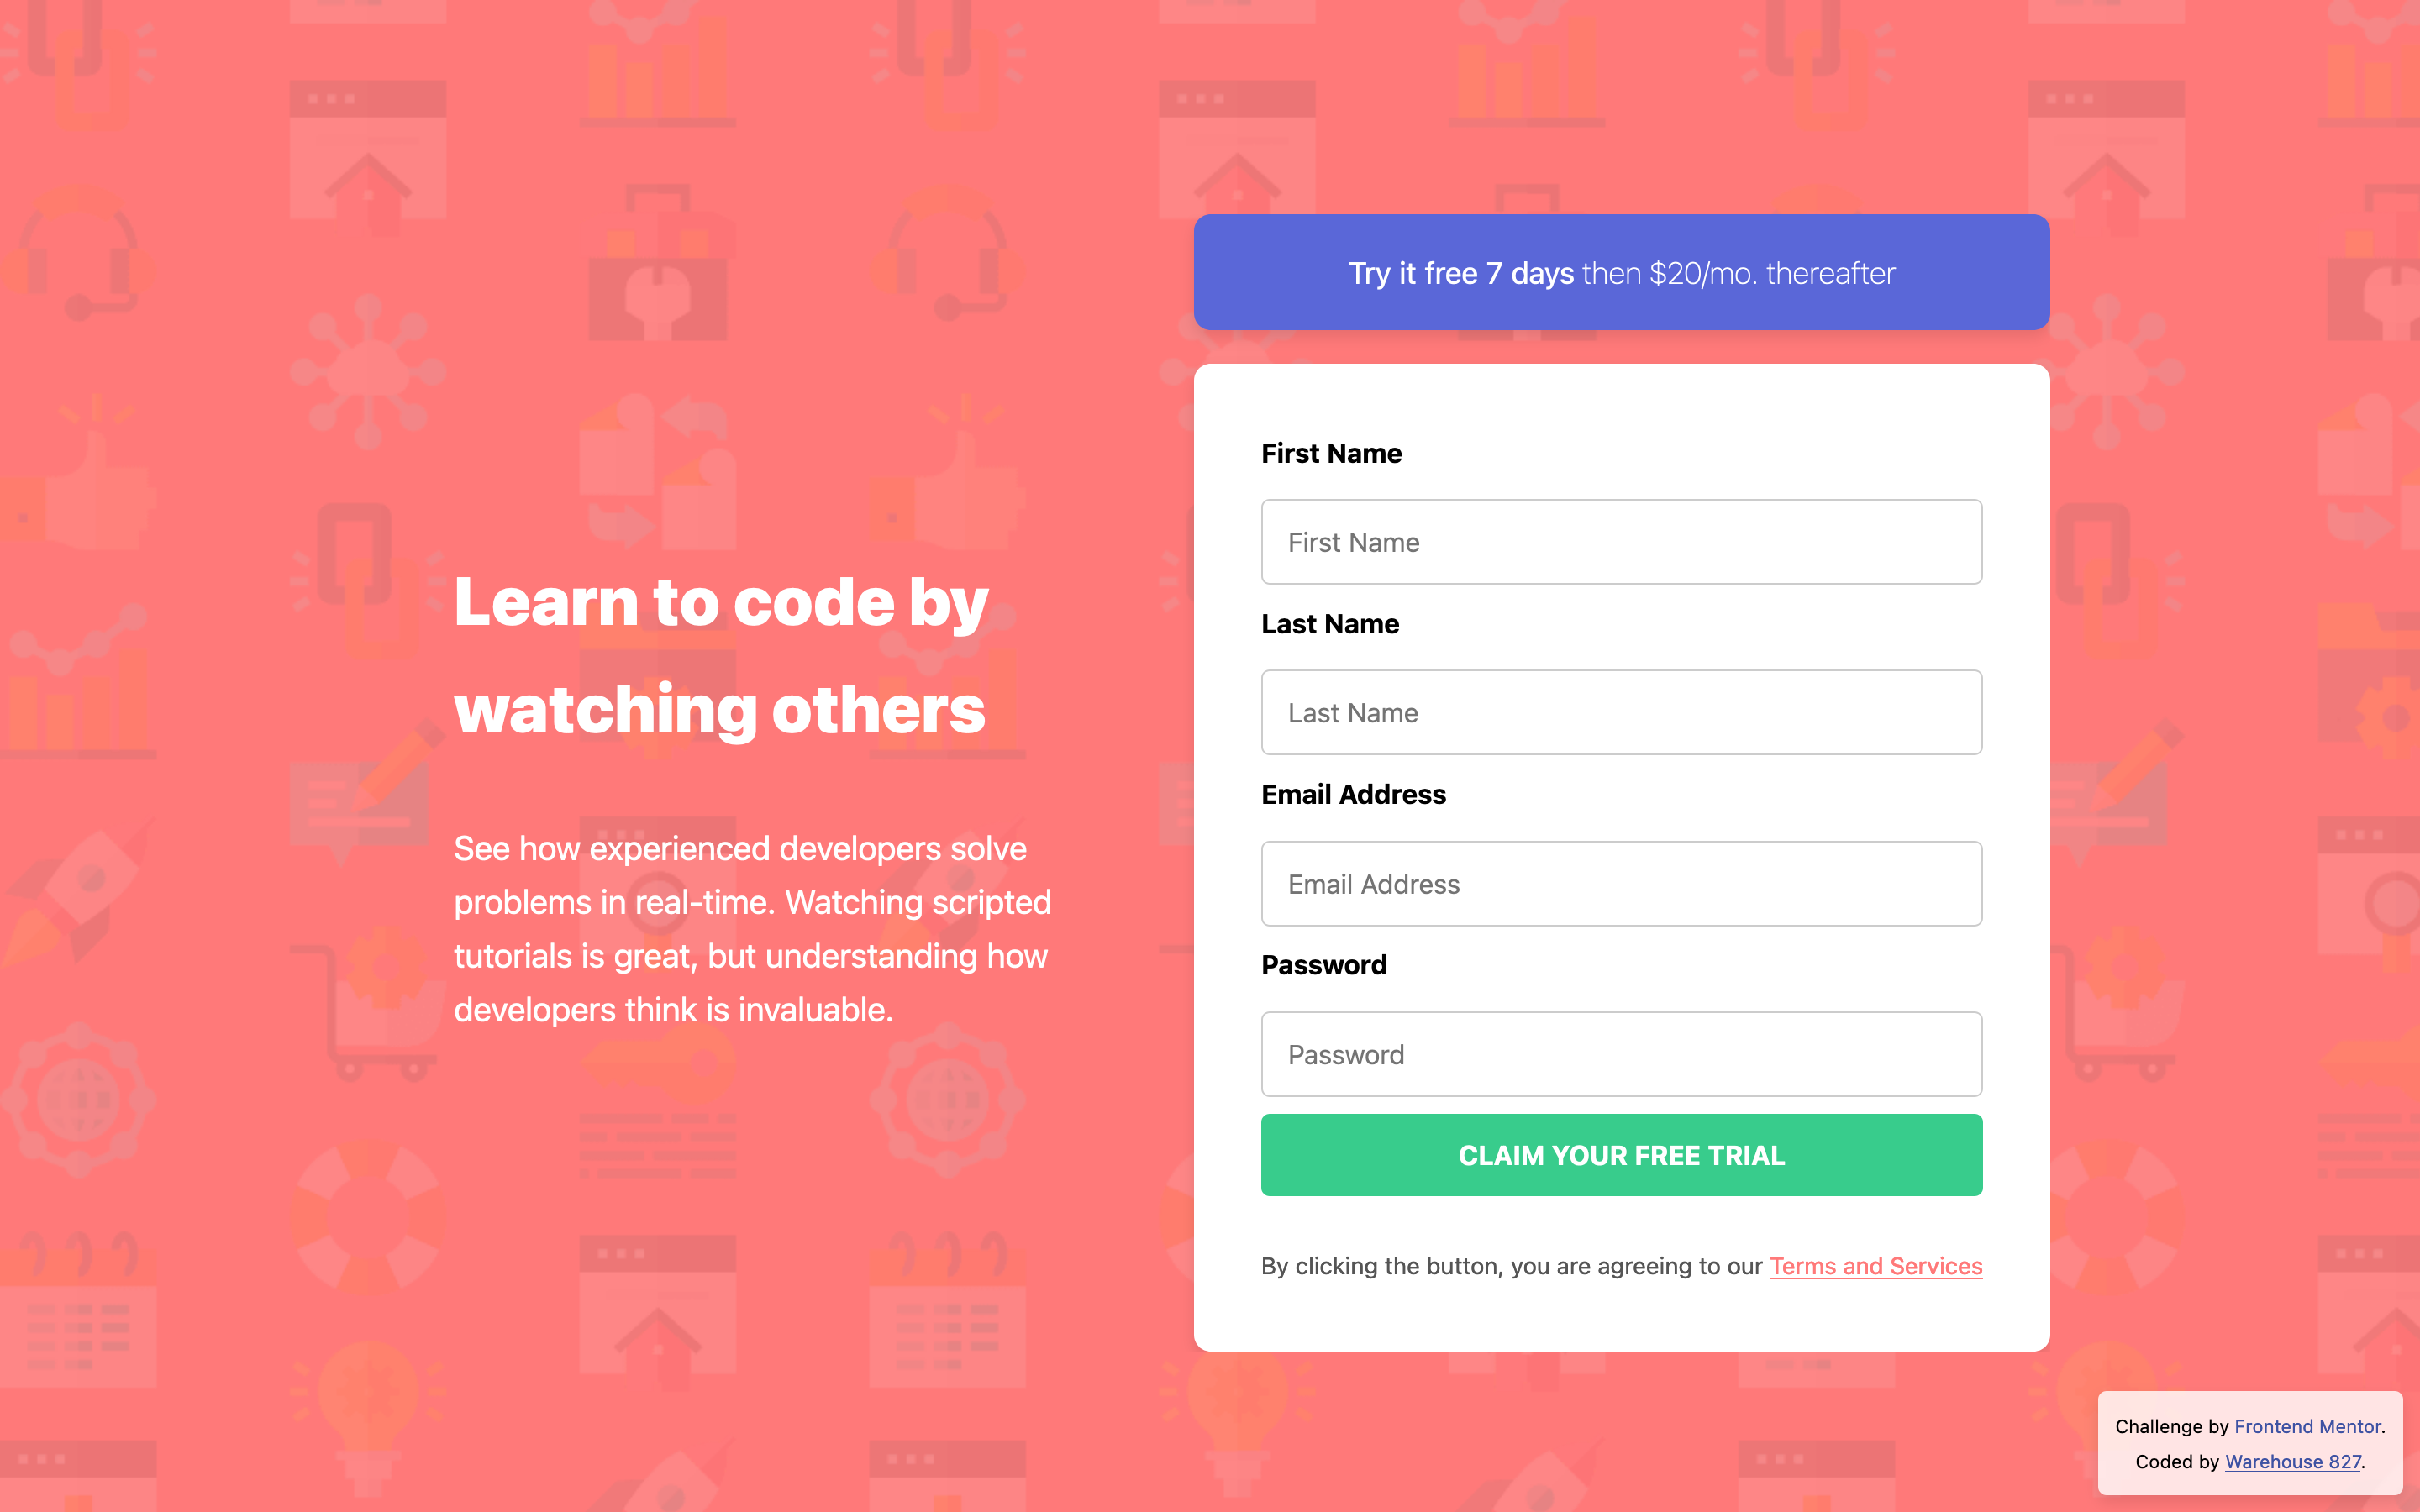 Learn to code by
watching others
See how experienced developers solve
problems in real-time. Watching scripted
tutorials is great, but understanding how
developers think is invaluable.
Try it free 7 days then $20/mo. thereafter
First Name
First Name
Last Name
Last Name
Email Address
Email Address
Password
Password
CLAIM YOUR FREE TRIAL
By clicking the button, you are agreeing to our Terms and Services
Challenge by Frontend Mentor.
Coded by Warehouse 827.